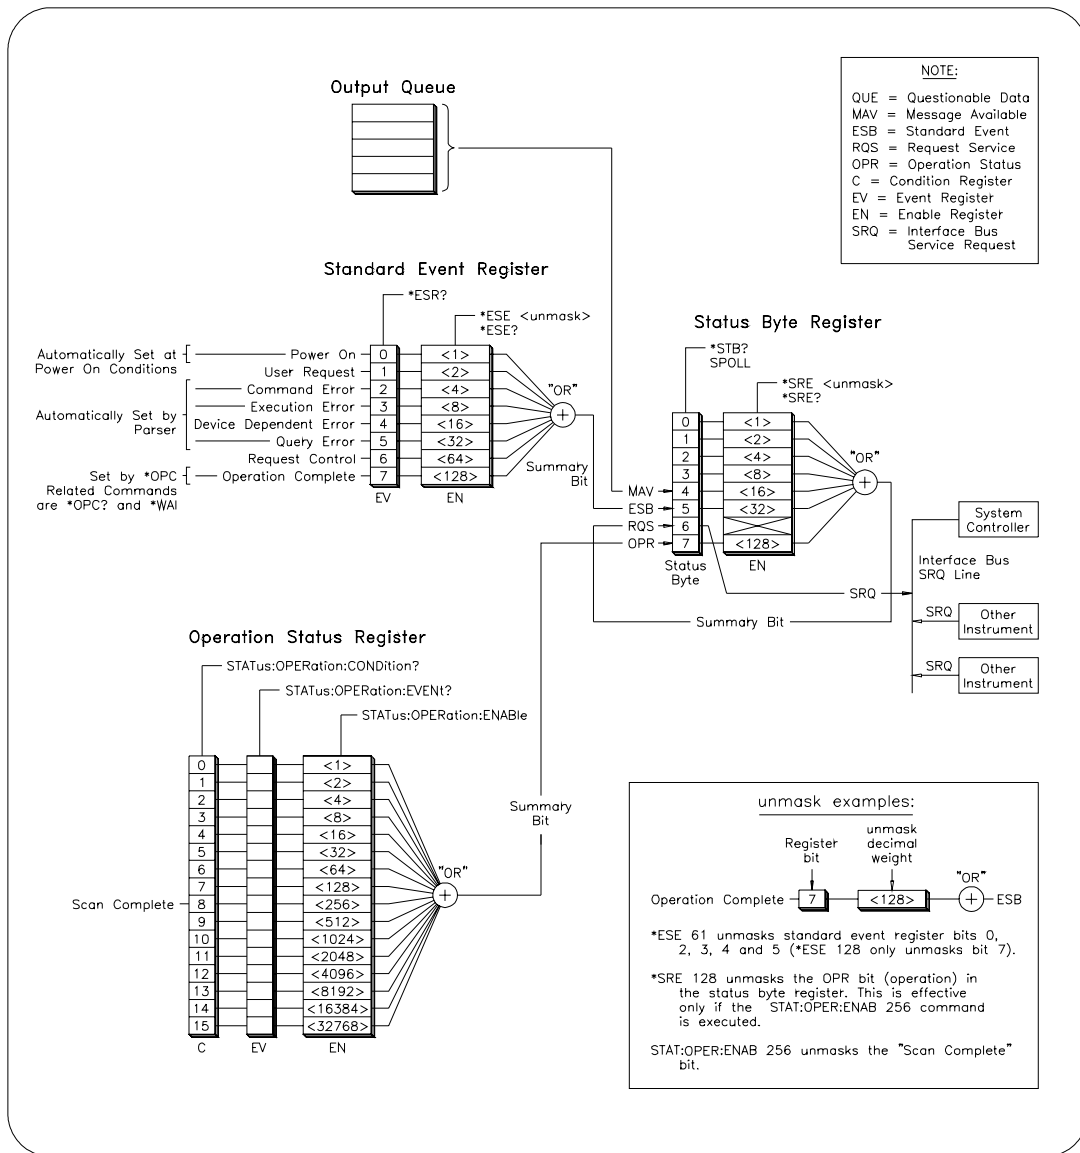 Output Queue
NOTE:
QUE = Questionable Data
MAV = Message Available
ESB = Standard Event
RQS = Request Service
OPR = Operation Status
C = Condition Register
EV = Event Register
EN = Enable Register
SRQ = Interface Bus
Service Request
Standard Event Register
*ESR?
*ESE <unmask>
*ESE?
Automatically Set at
Power On Conditions
Power On 0 <1>
User Request 1 <2>
Command Error 2 <4>
Automatically Set by
Parser
Execution Error 3 <8>
Device Dependent Error 4 <16>
Query Error 5 <32>
Request Control 6 <64>
Set by *OPC
Related Commands
are *OPC? and *WAI
Operation Complete 7 <128>
EV EN
"OR"
+
Summary
Bit
Status Byte Register
*STB?
SPOLL
*SRE <unmask>
*SRE?
0 <1>
1 <2>
2 <4>
3 <8>
MAV 4 <16>
ESB 5 <32>
RQS 6
OPR 7 <128>
Status
Byte
EN
"OR"
+
System
Controller
Interface Bus
SRQ Line
SRQ
Summary Bit
SRQ
Other
Instrument
SRQ
Other
Instrument
Operation Status Register
STATus:OPERation:CONDition?
STATus:OPERation:EVENt?
STATus:OPERation:ENABle
0 <1>
1 <2>
2 <4>
3 <8>
4 <16>
5 <32>
6 <64>
7 <128>
Scan Complete 8 <256>
9 <512>
10 <1024>
11 <2048>
12 <4096>
13 <8192>
14 <16384>
15 <32768>
C EV EN
"OR"
+
Summary
Bit
unmask examples:
Register
bit
unmask
decimal
weight
"OR"
Operation Complete 7 <128> + ESB
*ESE 61 unmasks standard event register bits 0,
2, 3, 4 and 5 (*ESE 128 only unmasks bit 7).
*SRE 128 unmasks the OPR bit (operation) in
the status byte register. This is effective
only if the STAT:OPER:ENAB 256 command
is executed.
STAT:OPER:ENAB 256 unmasks the "Scan Complete"
bit.